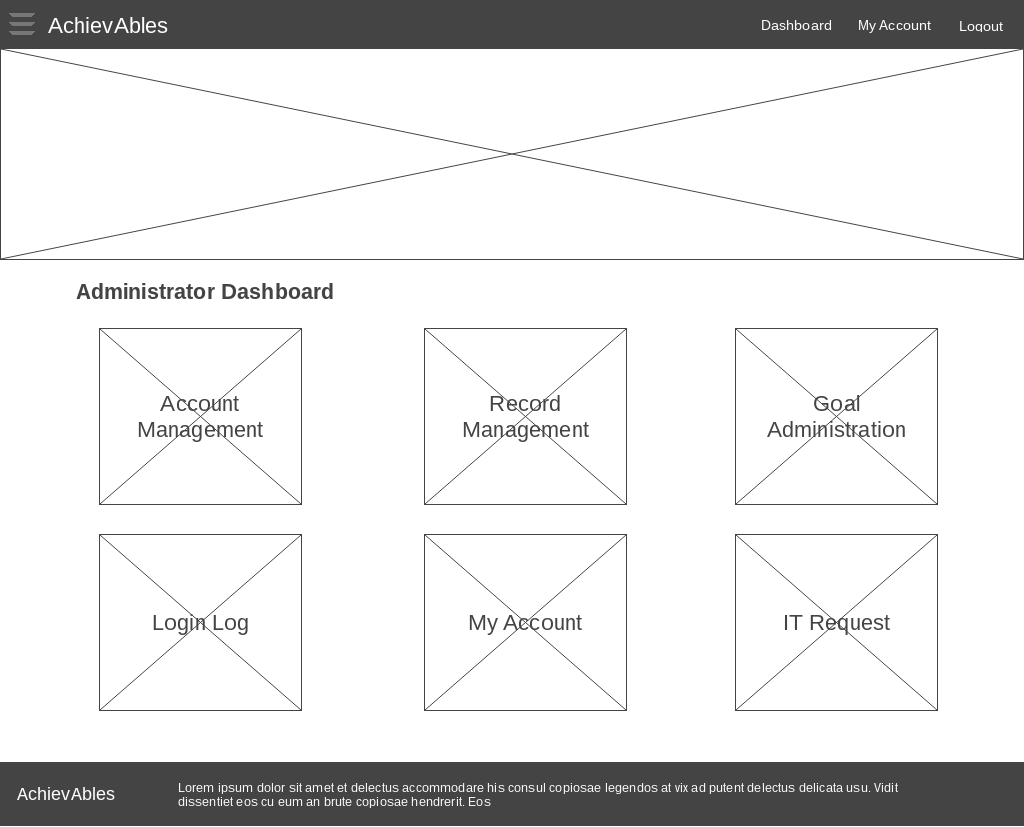 AchievAbles
Dashboard
My Account
Logout
Administrator Dashboard
Account
Management
Record
Management
Goal
Administration
Login Log
My Account
IT Request
AchievAbles
Lorem ipsum dolor sit amet et delectus accommodare his consul copiosae legendos at vix ad putent delectus delicata usu. Vidit
dissentiet eos cu eum an brute copiosae hendrerit. Eos